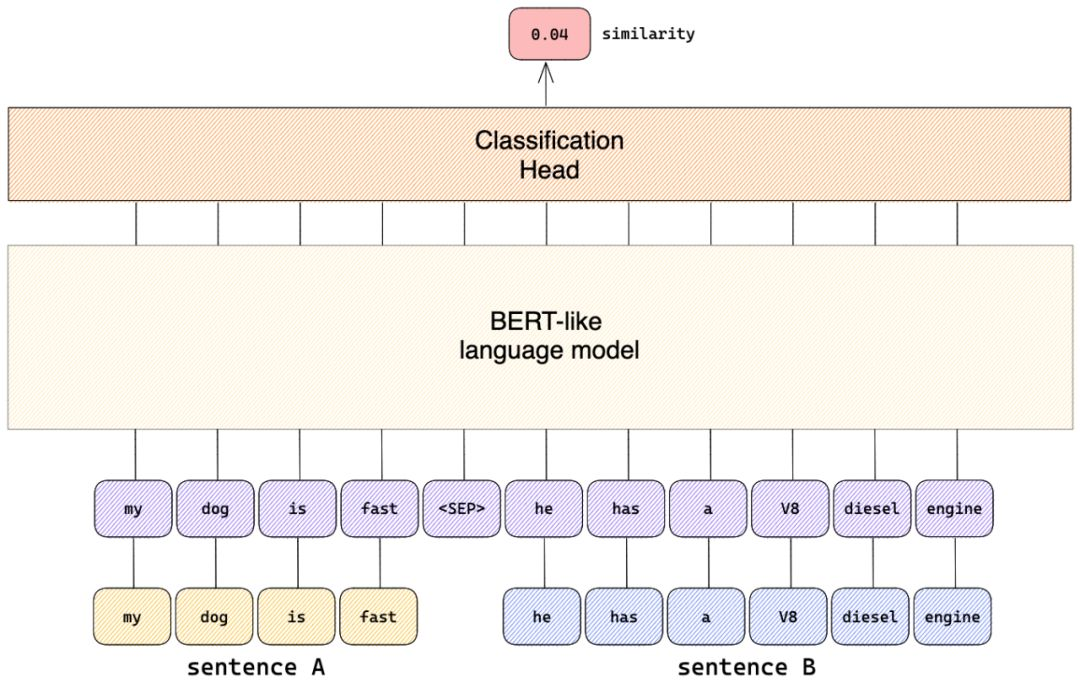 0.04 similarity
Classification
Head
BERT-like
language model
my dog is fast <SEP> he has a V8 diesel engine
my dog is fast he has a V8 diesel engine
sentence A sentence B